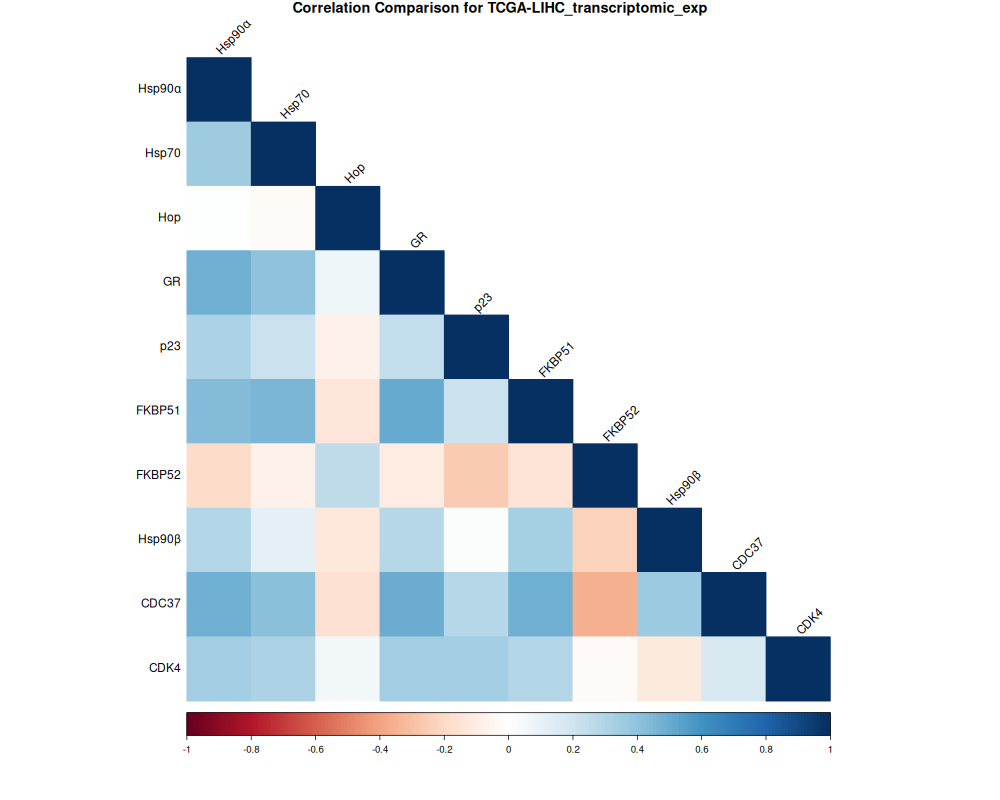 Correlation Comparison for TCGA-LIHC_transcriptomic_exp
Hsp90α
Hsp70
Hop
GR
p23
FKBP51
FKBP52
Hsp90β
CDC37
CDK4
Hsp90α
Hsp70
Hop
GR
p23
FKBP51
FKBP52
Hsp90β
CDC37
CDK4
-1 -0.8 -0.6 -0.4 -0.2 0 0.2 0.4 0.6 0.8 1